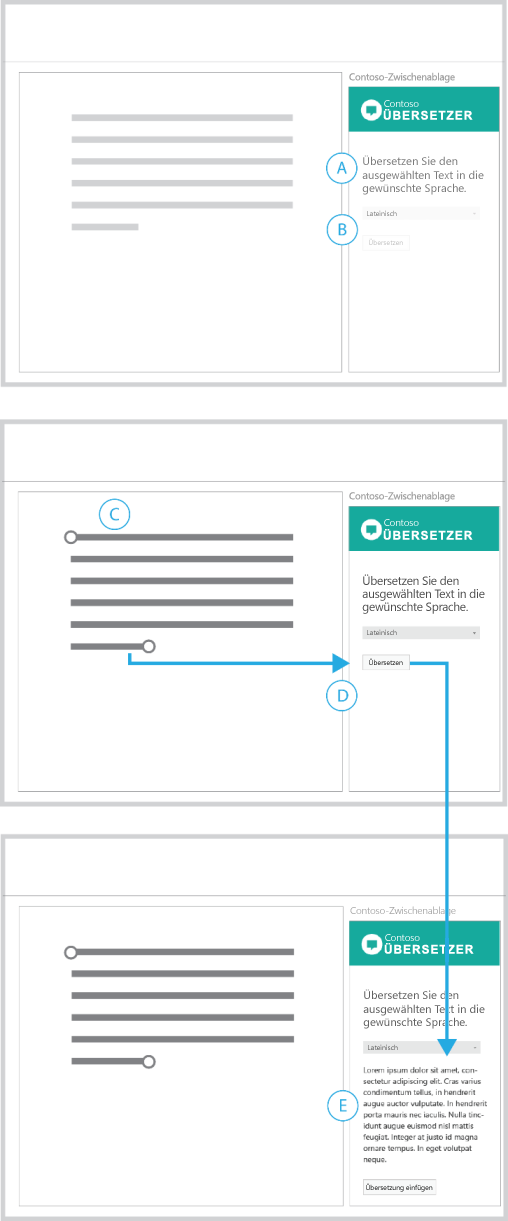 Contoso-Zwischenablage
Contoso
ÜBERSETZER
A
Übersetzen Sie den
ausgewählten Text in die
gewünschte Sprache.
Lateinisch
B
Übersetzen
Contoso-Zwischenablage
C
Contoso
ÜBERSETZER
Übersetzen Sie den
ausgewählten Text in die
gewünschte Sprache.
Lateinisch
Übersetzen
D
Contoso-Zwischenablage
Contoso
ÜBERSETZER
Übersetzen Sie den
ausgewählten Text in die
gewünschte Sprache.
Lateinisch
Lorem ipsum dolor sit amet, con-
sectetur adipiscing elit. Cras varius
condimentum tellus, in hendrerit
augue auctor vulputate. In hendrerit
E
porta mauris nec iaculis. Nulla tinc-
idunt augue euismod nisl mattis
feugiat. Integer at justo id magna
ornare tempus. In eget volutpat
neque.
Übersetzung einfügen